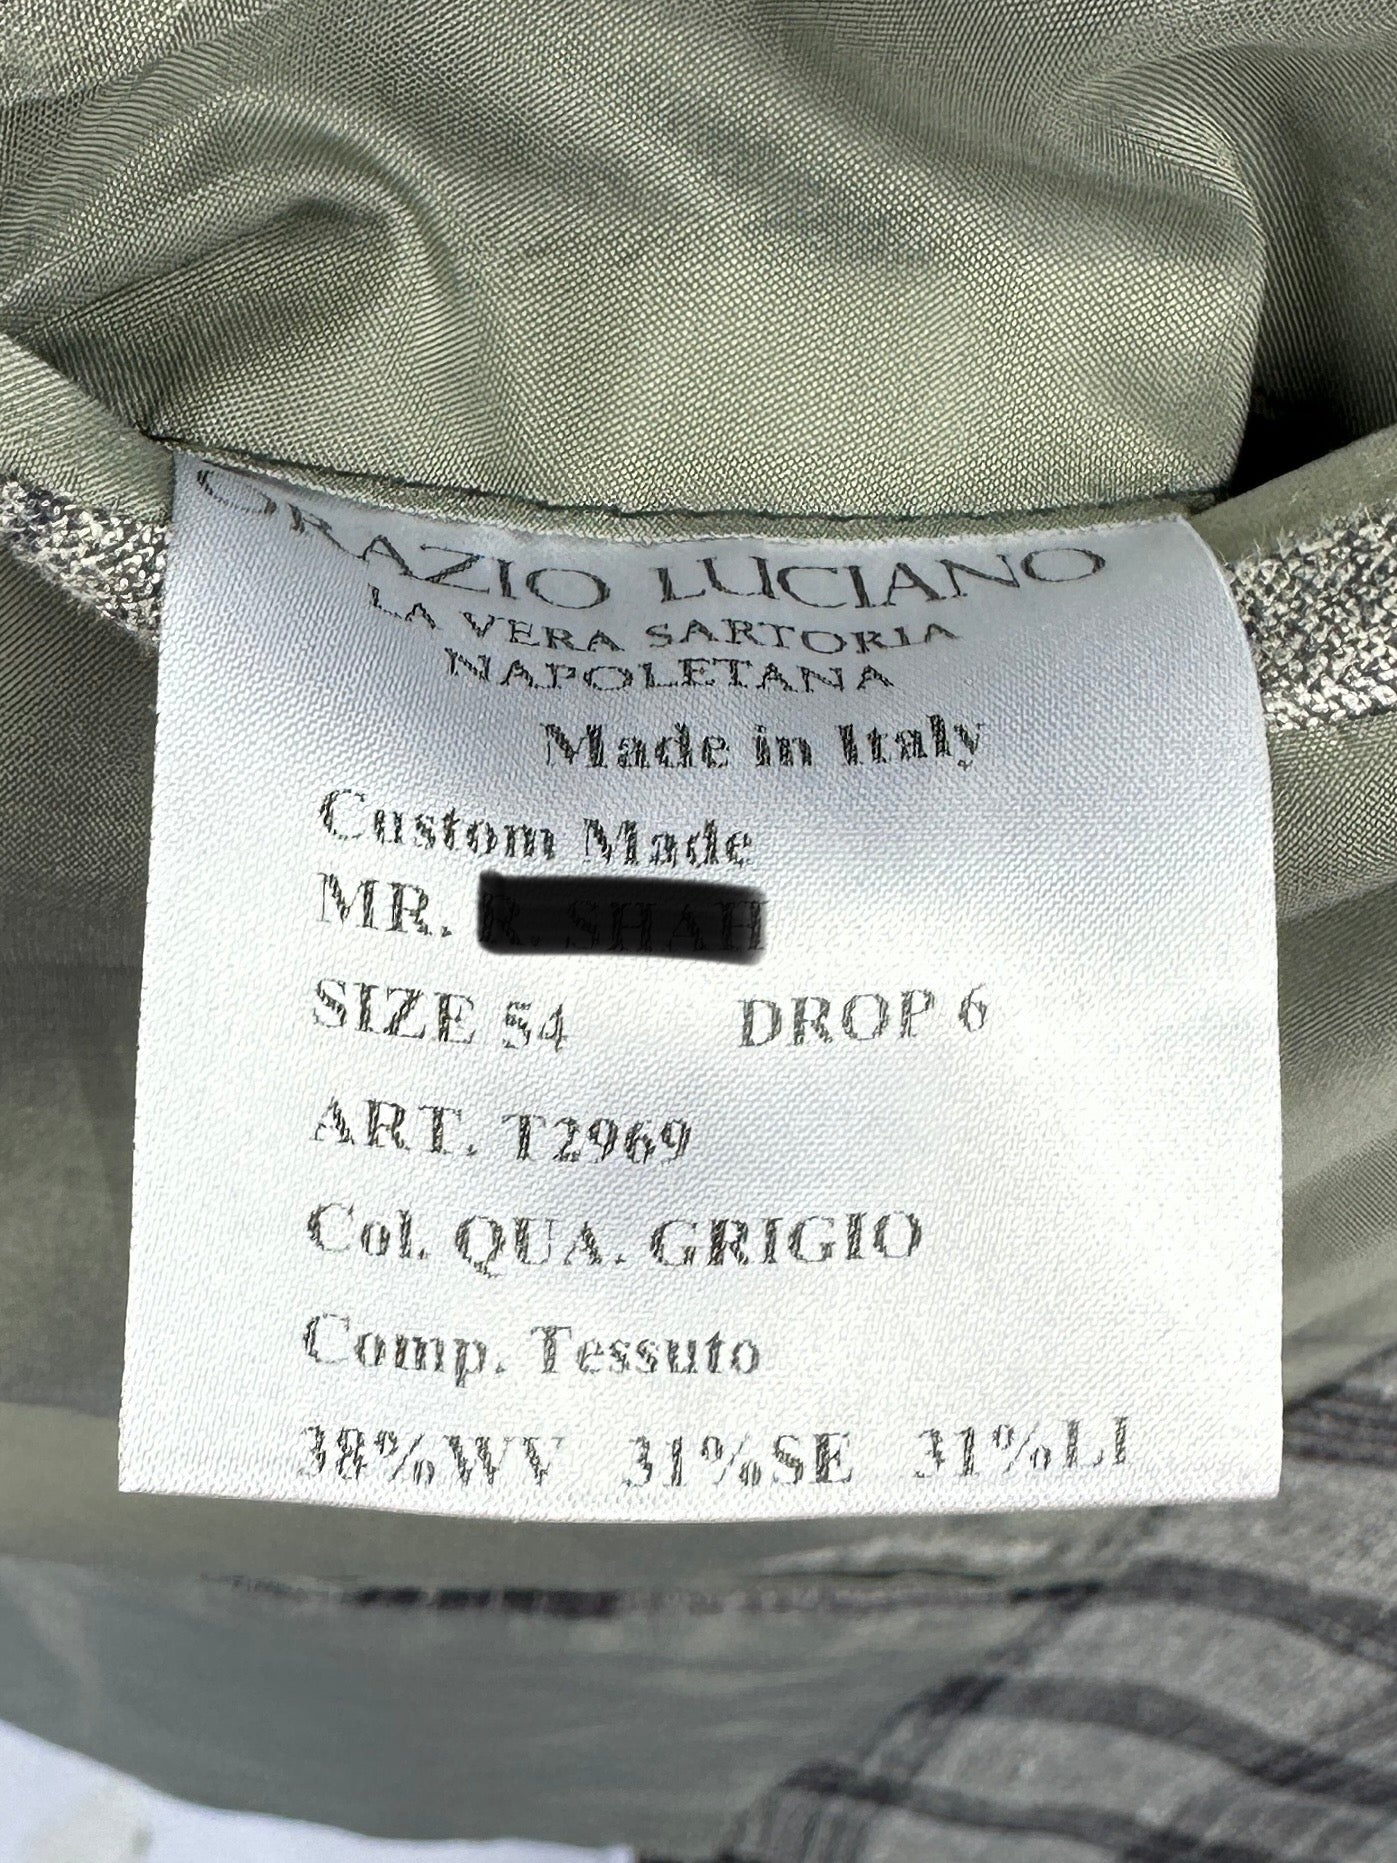 ORAZIO LUCIANO
LA VERA SARTORIA
NAPOLETANA
Made in Italy
Custom Made
MR.
SIZE 54 DROP 6
ART. T2969
Col. QUA. GRIGIO
Comp. Tessuto
38%WV 31%SE 31%LI